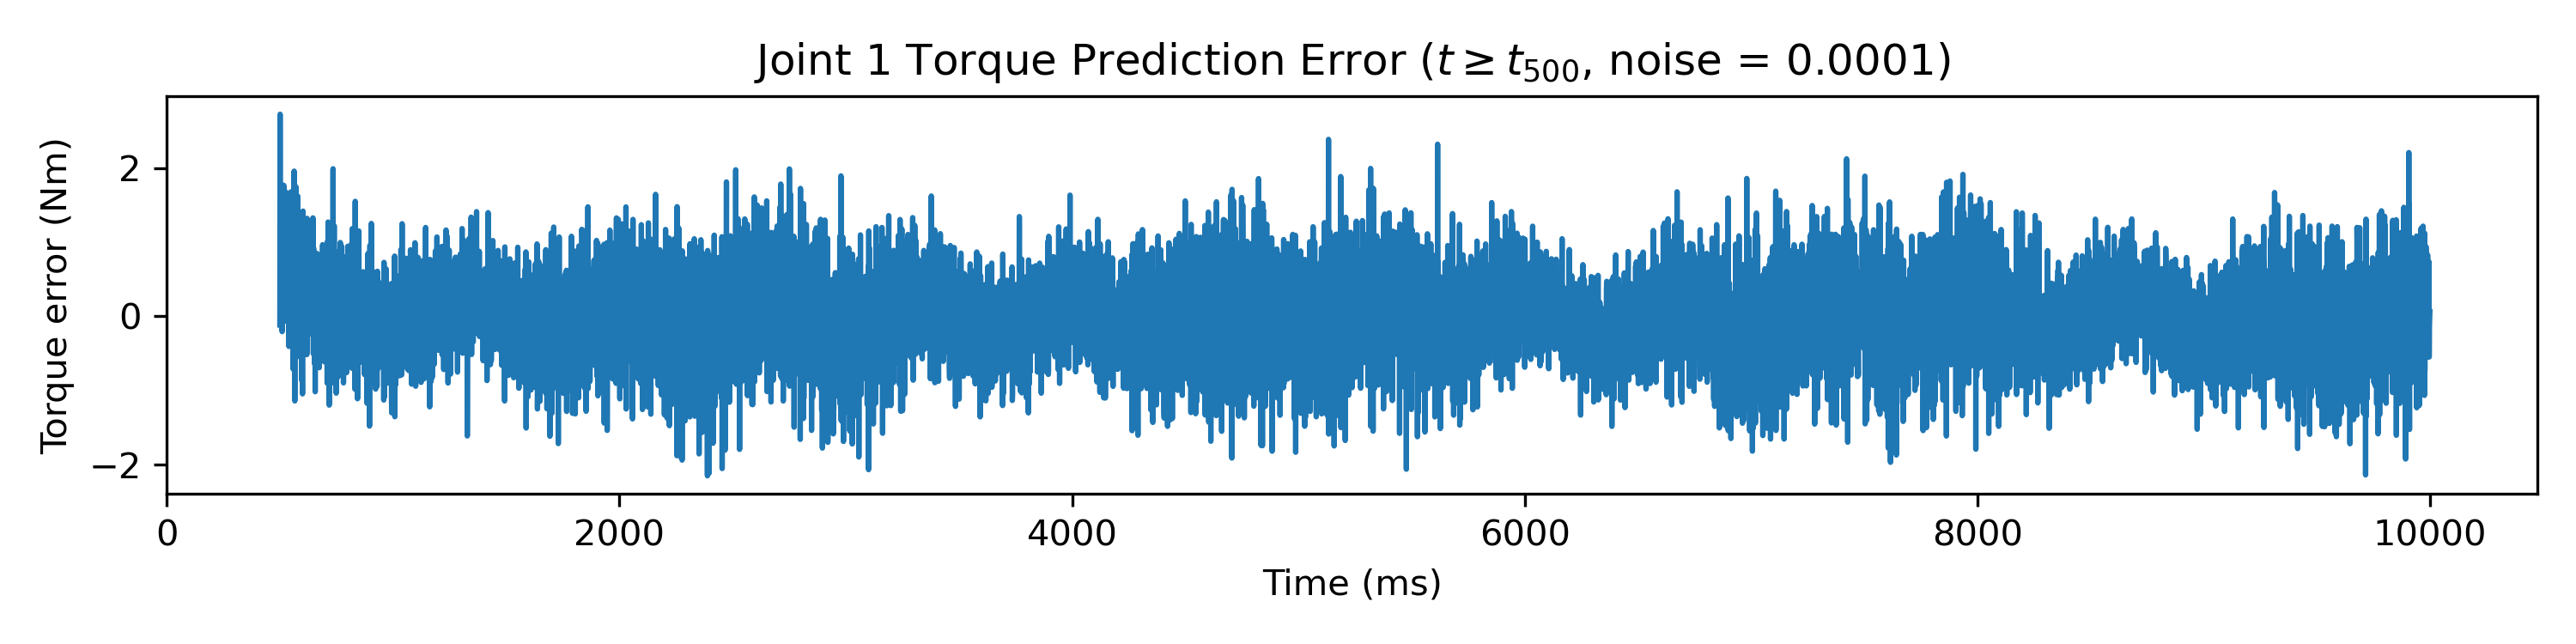 Joint 1 Torque Prediction Error (t ≥ t₅₀₀, noise = 0.0001)
Torque error (Nm)
2
0
−2
0 2000 4000 6000 8000 10000
Time (ms)